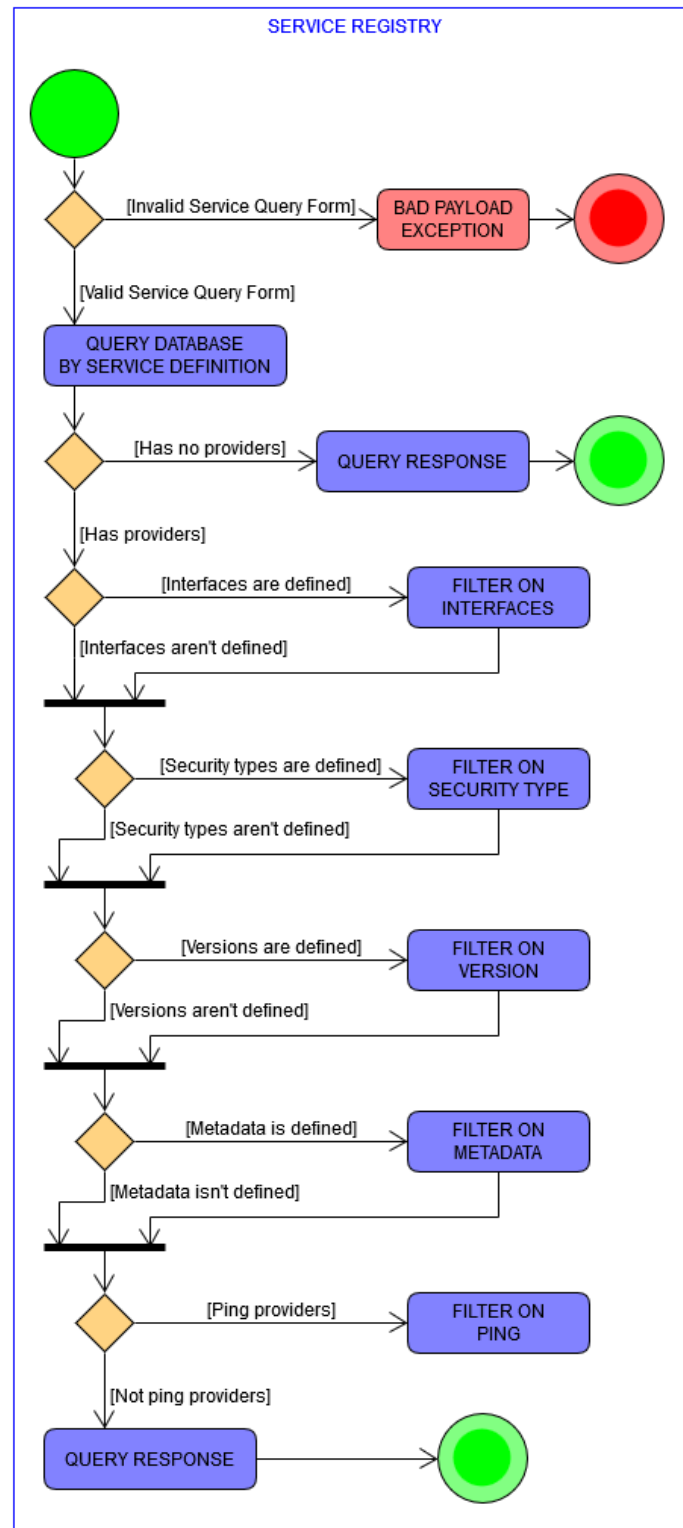 SERVICE REGISTRY
[Invalid Service Query Form]
BAD PAYLOAD
EXCEPTION
[Valid Service Query Form]
QUERY DATABASE
BY SERVICE DEFINITION
[Has no providers]
QUERY RESPONSE
[Has providers]
[Interfaces are defined]
FILTER ON
INTERFACES
[Interfaces aren't defined]
[Security types are defined]
FILTER ON
SECURITY TYPE
[Security types aren't defined]
[Versions are defined]
FILTER ON
VERSION
[Versions aren't defined]
[Metadata is defined]
FILTER ON
METADATA
[Metadata isn't defined]
[Ping providers]
FILTER ON
PING
[Not ping providers]
QUERY RESPONSE